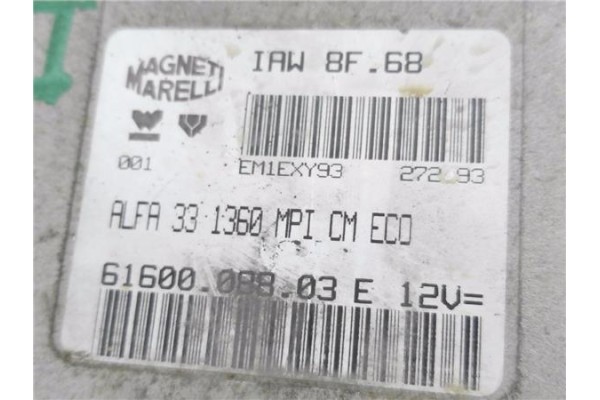 MAGNETI
MARELLI
IAW 8F.68
001
EM1EXY93
272 93
ALFA 33 1360 MPI CM ECO
61600.088.03 E 12V=